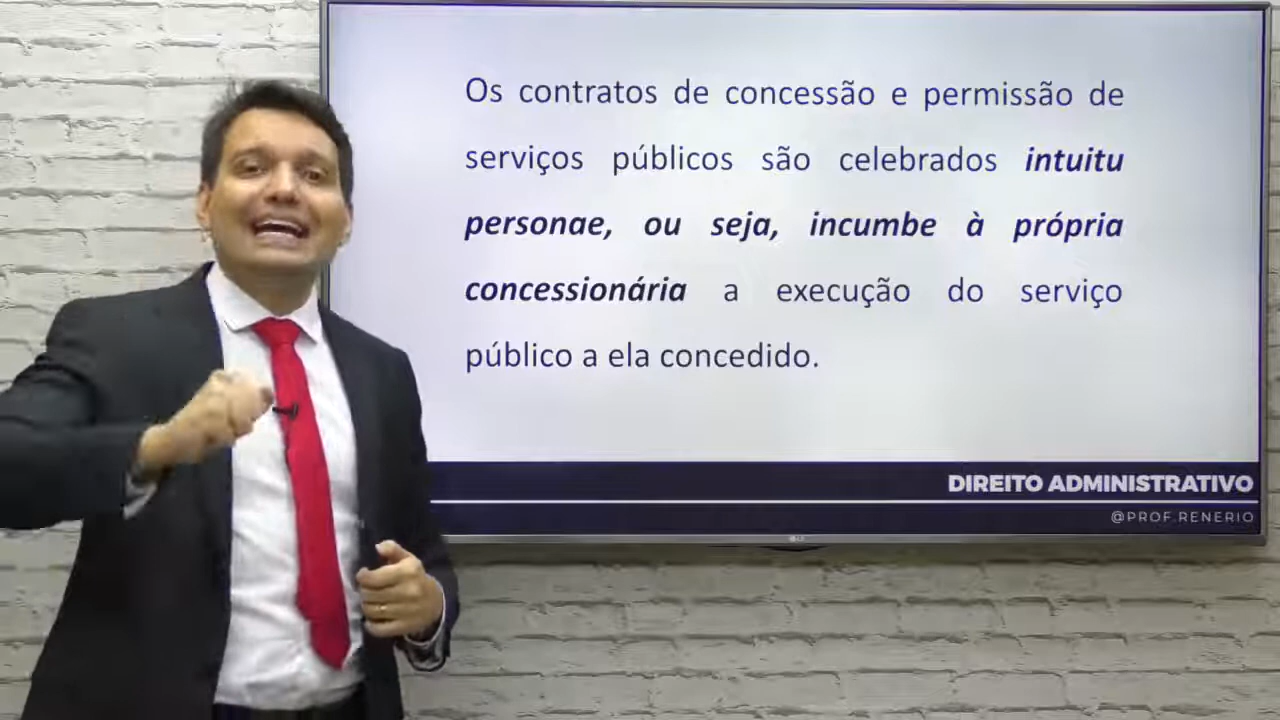 Os contratos de concessão e permissão de
serviços públicos são celebrados intuitu
personae, ou seja, incumbe à própria
concessionária a execução do serviço
público a ela concedido.
DIREITO ADMINISTRATIVO
@PROF.RENERIO
LG